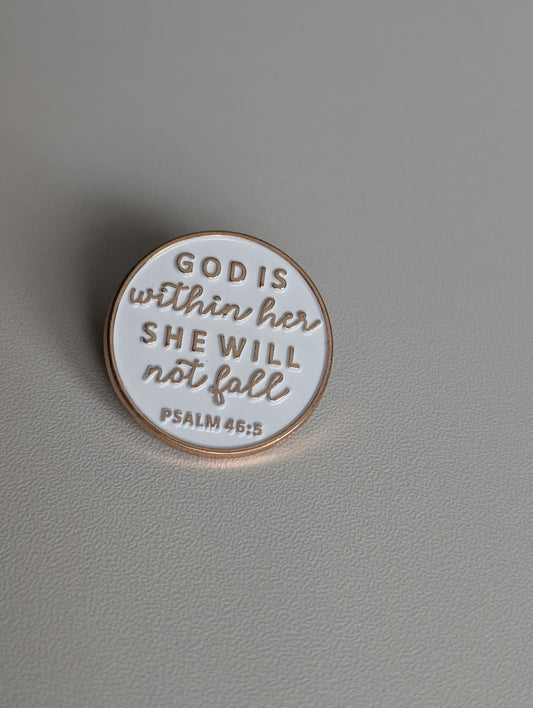 GOD IS
within her
SHE WILL
not fall
PSALM 46:5